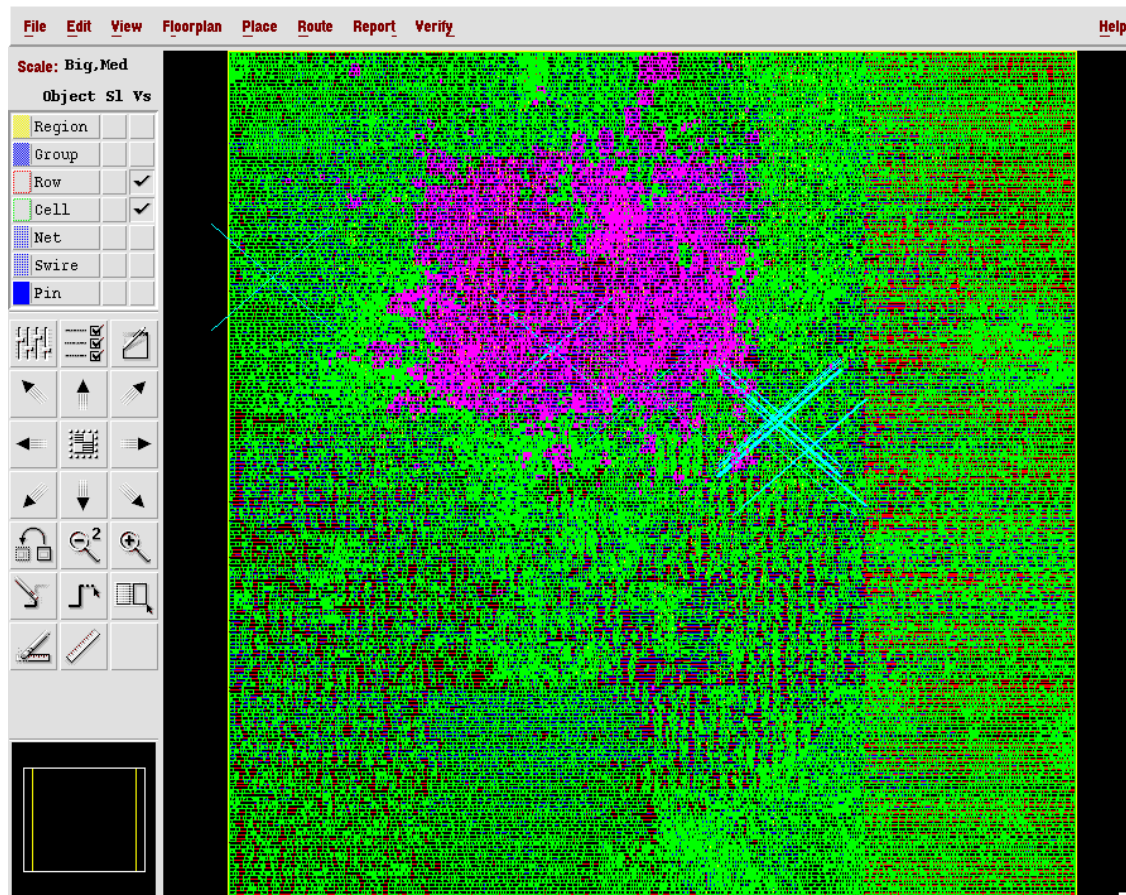 File Edit View Floorplan Place Route Report Verify Help
Scale: Big,Med
Object Sl Vs
Region
Group
Row
Cell
Net
Swire
Pin
2